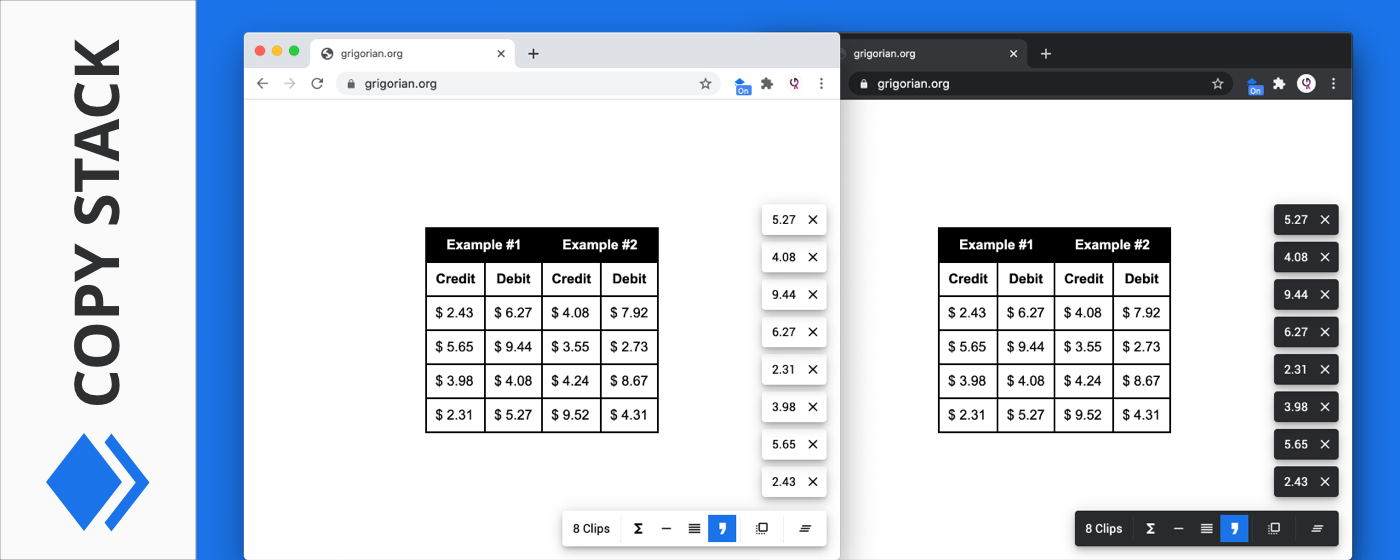 COPY STACK
grigorian.org
grigorian.org
On
Example #1 Example #2
Credit Debit Credit Debit
$ 2.43 $ 6.27 $ 4.08 $ 7.92
$ 5.65 $ 9.44 $ 3.55 $ 2.73
$ 3.98 $ 4.08 $ 4.24 $ 8.67
$ 2.31 $ 5.27 $ 9.52 $ 4.31
5.27
4.08
9.44
6.27
2.31
3.98
5.65
2.43
8 Clips
grigorian.org
grigorian.org
On
Example #1 Example #2
Credit Debit Credit Debit
$ 2.43 $ 6.27 $ 4.08 $ 7.92
$ 5.65 $ 9.44 $ 3.55 $ 2.73
$ 3.98 $ 4.08 $ 4.24 $ 8.67
$ 2.31 $ 5.27 $ 9.52 $ 4.31
5.27
4.08
9.44
6.27
2.31
3.98
5.65
2.43
8 Clips